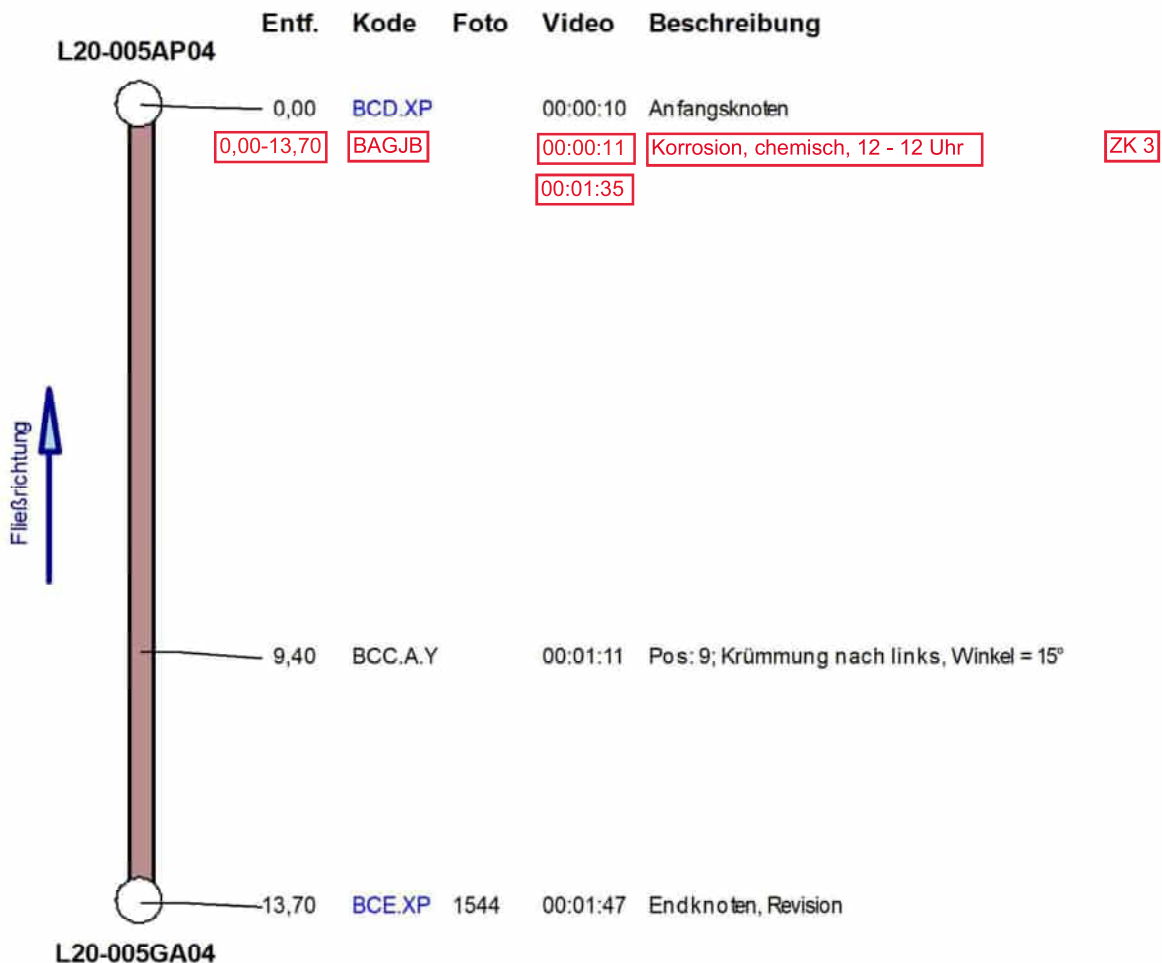 Entf. Kode Foto Video Beschreibung
L20-005AP04
0,00 BCD.XP 00:00:10 Anfangsknoten
0,00-13,70 BAGJB 00:00:11 Korrosion, chemisch, 12 - 12 Uhr ZK 3
00:01:35
Fließrichtung
9,40 BCC.A.Y 00:01:11 Pos: 9; Krümmung nach links, Winkel = 15°
13,70 BCE.XP 1544 00:01:47 Endknoten, Revision
L20-005GA04